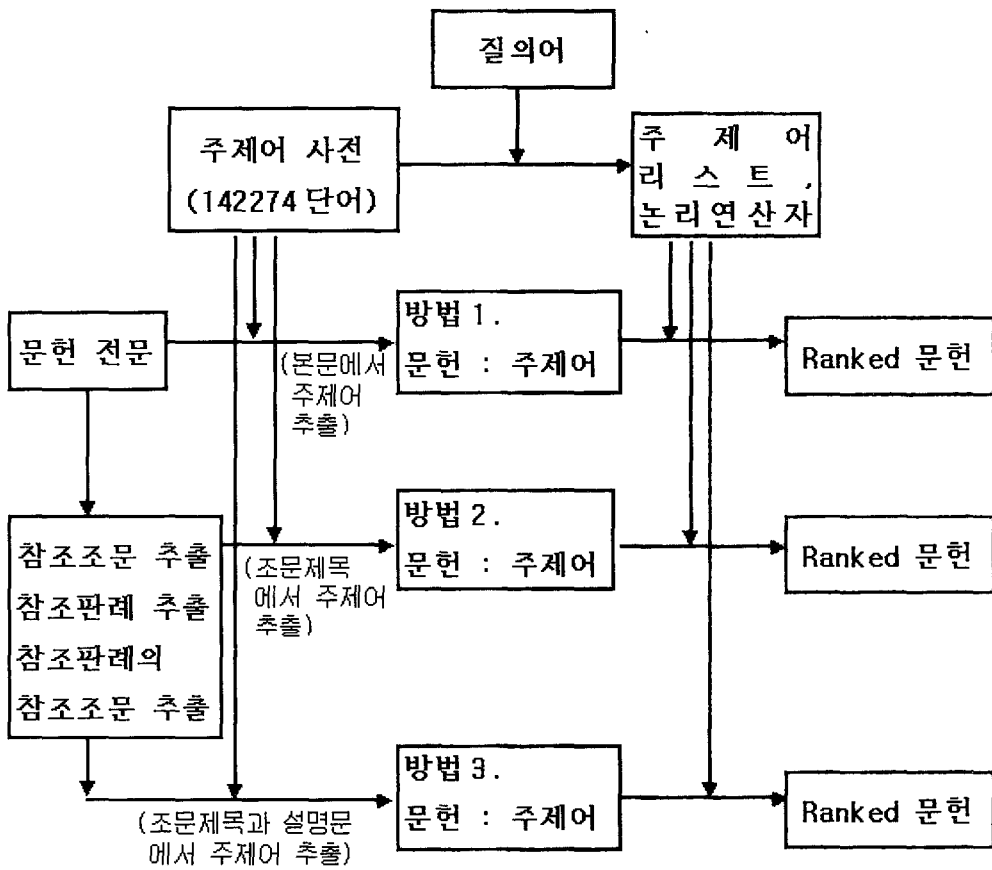 질의어
주제어 사전
(142274 단어)
주 제 어
리 스 트 ,
논리연산자
문헌 전문
(본문에서
주제어
추출)
방법 1.
문헌 : 주제어
Ranked 문헌
참조조문 추출
참조판례 추출
참조판례의
참조조문 추출
(조문제목
에서 주제어
추출)
방법 2.
문헌 : 주제어
Ranked 문헌
(조문제목과 설명문
에서 주제어 추출)
방법 3.
문헌 : 주제어
Ranked 문헌